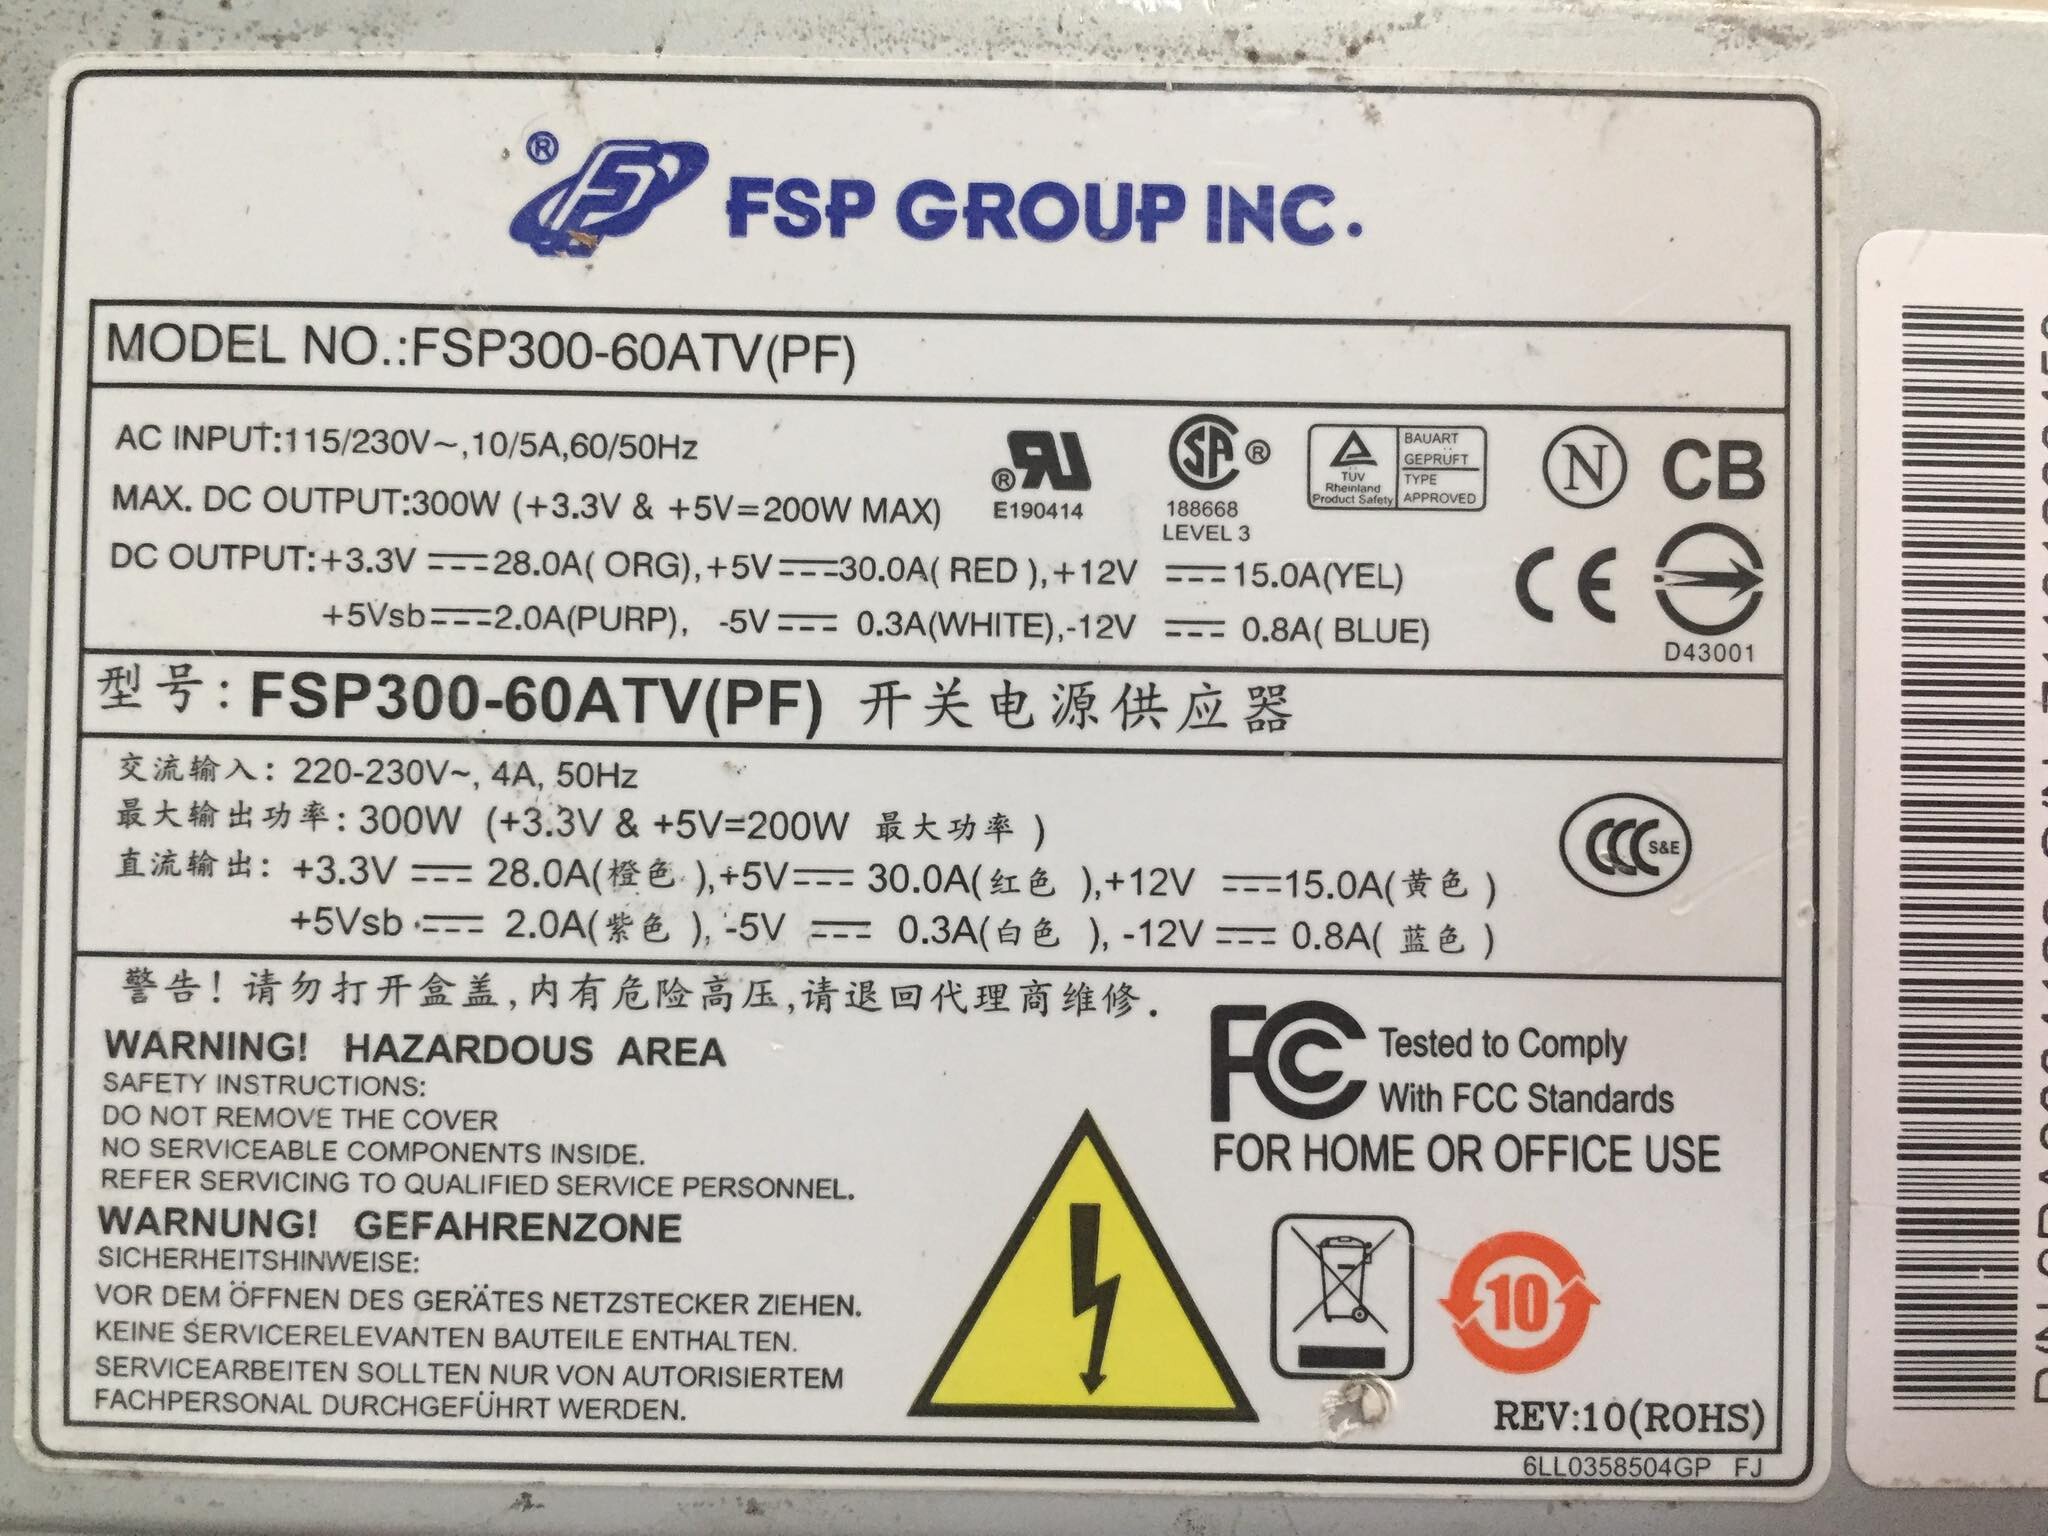 ® FSP GROUP INC.
MODEL NO.:FSP300-60ATV(PF)
AC INPUT:115/230V~,10/5A,60/50Hz
MAX. DC OUTPUT:300W (+3.3V & +5V=200W MAX)
DC OUTPUT:+3.3V ⎓28.0A( ORG),+5V⎓30.0A( RED ),+12V ⎓15.0A(YEL)
+5Vsb⎓2.0A(PURP), -5V⎓ 0.3A(WHITE),-12V ⎓ 0.8A( BLUE)
® RU
E190414
SA ®
188668
LEVEL 3
TÜV
Rheinland
Product Safety
BAUART
GEPRÜFT
TYPE
APPROVED
N
CB
CE
D43001
型号: FSP300-60ATV(PF) 开关电源供应器
交流输入: 220-230V~, 4A, 50Hz
最大输出功率: 300W (+3.3V & +5V=200W 最大功率 )
直流输出: +3.3V ⎓ 28.0A(橙色 ),+5V⎓ 30.0A(红色 ),+12V ⎓15.0A(黄色 )
+5Vsb ⎓ 2.0A(紫色 ), -5V ⎓ 0.3A(白色 ), -12V⎓ 0.8A( 蓝色 )
CCC S&E
警告! 请勿打开盒盖,内有危险高压,请退回代理商维修.
WARNING! HAZARDOUS AREA
SAFETY INSTRUCTIONS:
DO NOT REMOVE THE COVER
NO SERVICEABLE COMPONENTS INSIDE.
REFER SERVICING TO QUALIFIED SERVICE PERSONNEL.
WARNUNG! GEFAHRENZONE
SICHERHEITSHINWEISE:
VOR DEM ÖFFNEN DES GERÄTES NETZSTECKER ZIEHEN.
KEINE SERVICERELEVANTEN BAUTEILE ENTHALTEN.
SERVICEARBEITEN SOLLTEN NUR VON AUTORISIERTEM
FACHPERSONAL DURCHGEFÜHRT WERDEN.
FC Tested to Comply
With FCC Standards
FOR HOME OR OFFICE USE
10
REV:10(ROHS)
6LL0358504GP FJ